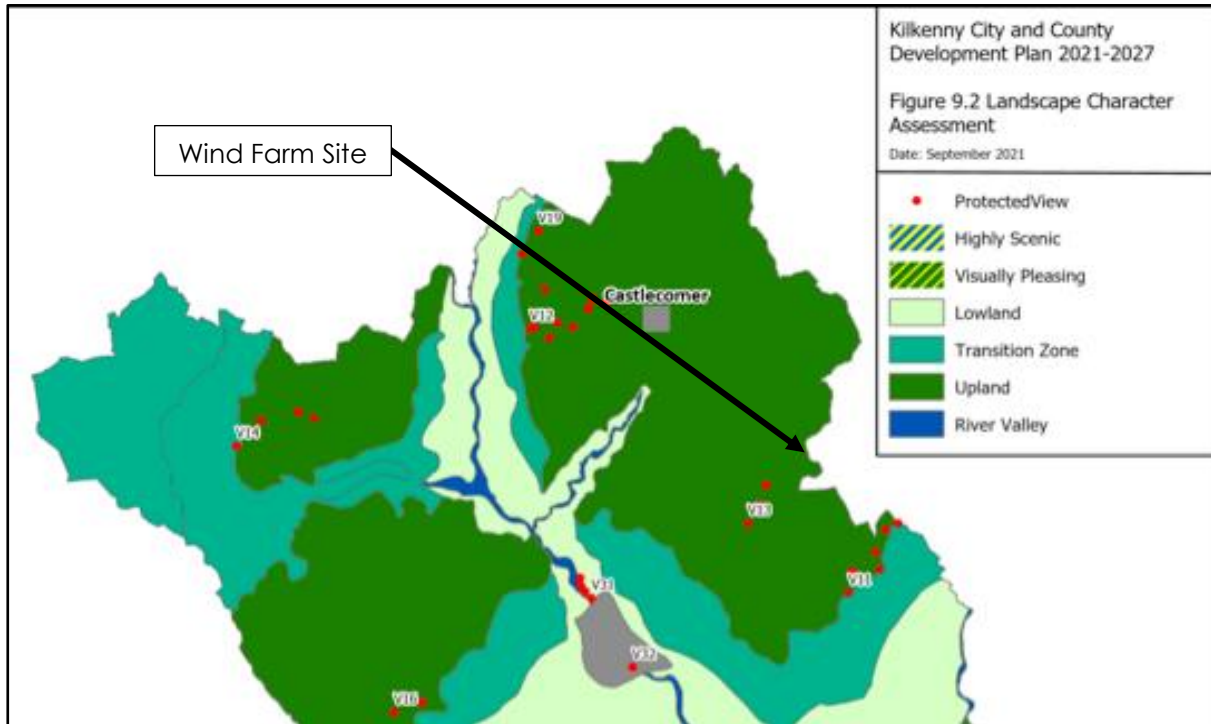 Kilkenny City and County
Development Plan 2021-2027
Figure 9.2 Landscape Character
Assessment
Date: September 2021
ProtectedView
Highly Scenic
Visually Pleasing
Lowland
Transition Zone
Upland
River Valley
Wind Farm Site
V19
Castlecomer
V12
V14
V13
V11
V33
V32
V16